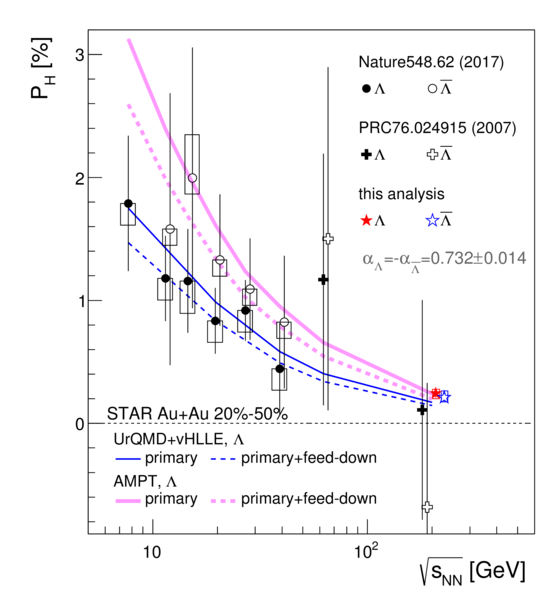 P_H [%]
3
2
1
0
Nature548.62 (2017)
Λ Λ̅
PRC76.024915 (2007)
Λ Λ̅
this analysis
Λ Λ̅
α_Λ=-α_Λ̅=0.732±0.014
STAR Au+Au 20%-50%
UrQMD+vHLLE, Λ
primary primary+feed-down
AMPT, Λ
primary primary+feed-down
10 10²
√s_NN [GeV]